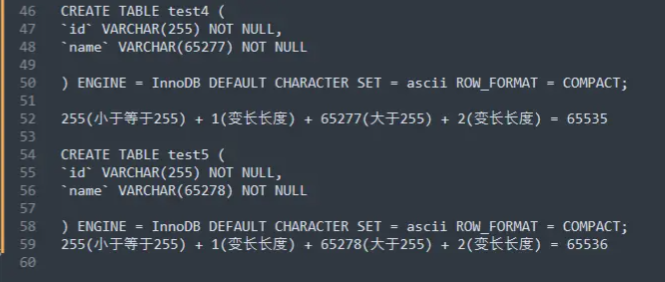 46 CREATE TABLE test4 (
47 `id` VARCHAR(255) NOT NULL,
48 `name` VARCHAR(65277) NOT NULL
49
50 ) ENGINE = InnoDB DEFAULT CHARACTER SET = ascii ROW_FORMAT = COMPACT;
51
52 255(小于等于255) + 1(变长长度) + 65277(大于255) + 2(变长长度) = 65535
53
54 CREATE TABLE test5 (
55 `id` VARCHAR(255) NOT NULL,
56 `name` VARCHAR(65278) NOT NULL
57
58 ) ENGINE = InnoDB DEFAULT CHARACTER SET = ascii ROW_FORMAT = COMPACT;
59 255(小于等于255) + 1(变长长度) + 65278(大于255) + 2(变长长度) = 65536
60